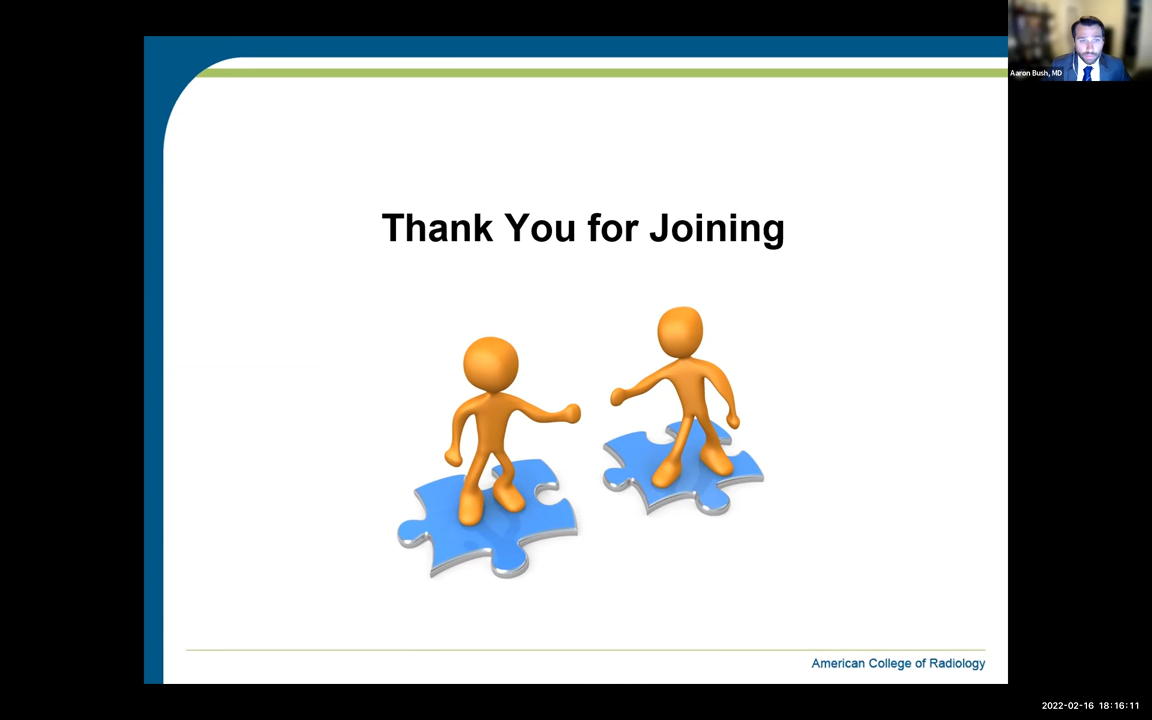 Aaron Bush, MD
Thank You for Joining
American College of Radiology
2022-02-16 18:16:11